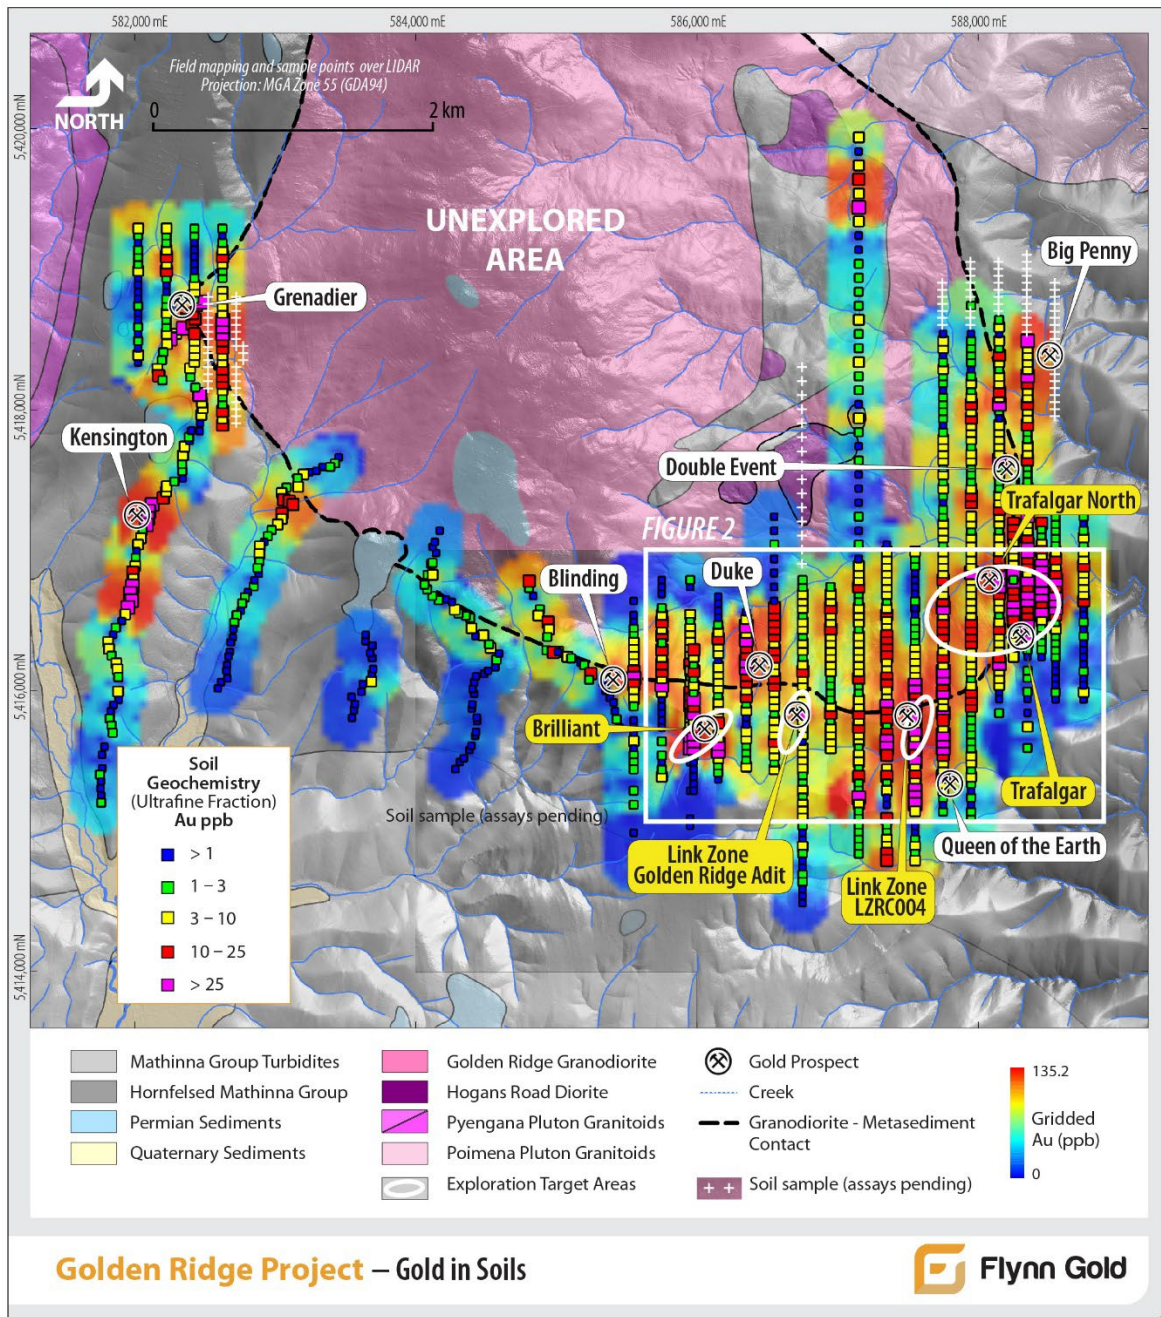 582,000 mE
584,000 mE
586,000 mE
588,000 mE
5,420,000 mN
5,418,000 mN
5,416,000 mN
5,414,000 mN
Field mapping and sample points over LIDAR
Projection: MGA Zone 55 (GDA94)
NORTH
0
2 km
UNEXPLORED
AREA
Big Penny
Grenadier
Kensington
Double Event
Trafalgar North
FIGURE 2
Blinding
Duke
Brilliant
Trafalgar
Queen of the Earth
Link Zone
Golden Ridge Adit
Link Zone
LZRC004
Soil sample (assays pending)
Soil
Geochemistry
(Ultrafine Fraction)
Au ppb
> 1
1 – 3
3 – 10
10 – 25
> 25
Mathinna Group Turbidites
Hornfelsed Mathinna Group
Permian Sediments
Quaternary Sediments
Golden Ridge Granodiorite
Hogans Road Diorite
Pyengana Pluton Granitoids
Poimena Pluton Granitoids
Exploration Target Areas
Gold Prospect
Creek
Granodiorite - Metasediment
Contact
Soil sample (assays pending)
135.2
Gridded
Au (ppb)
0
Golden Ridge Project – Gold in Soils
Flynn Gold